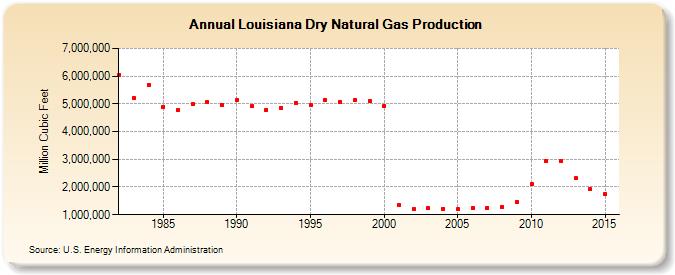 Annual Louisiana Dry Natural Gas Production
Million Cubic Feet
7,000,000
6,000,000
5,000,000
4,000,000
3,000,000
2,000,000
1,000,000
1985 1990 1995 2000 2005 2010 2015
Source: U.S. Energy Information Administration